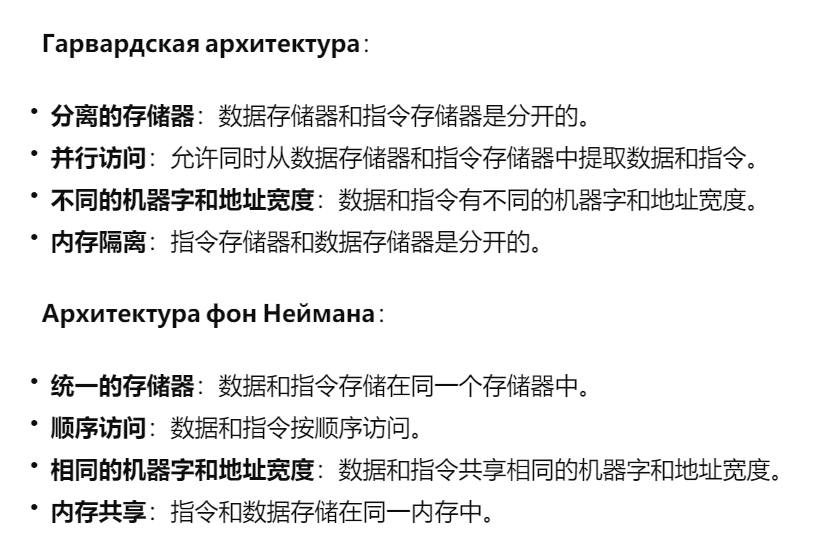 Гарвардская архитектура：
• 分离的存储器：数据存储器和指令存储器是分开的。
• 并行访问：允许同时从数据存储器和指令存储器中提取数据和指令。
• 不同的机器字和地址宽度：数据和指令有不同的机器字和地址宽度。
• 内存隔离：指令存储器和数据存储器是分开的。
Архитектура фон Неймана：
• 统一的存储器：数据和指令存储在同一个存储器中。
• 顺序访问：数据和指令按顺序访问。
• 相同的机器字和地址宽度：数据和指令共享相同的机器字和地址宽度。
• 内存共享：指令和数据存储在同一内存中。